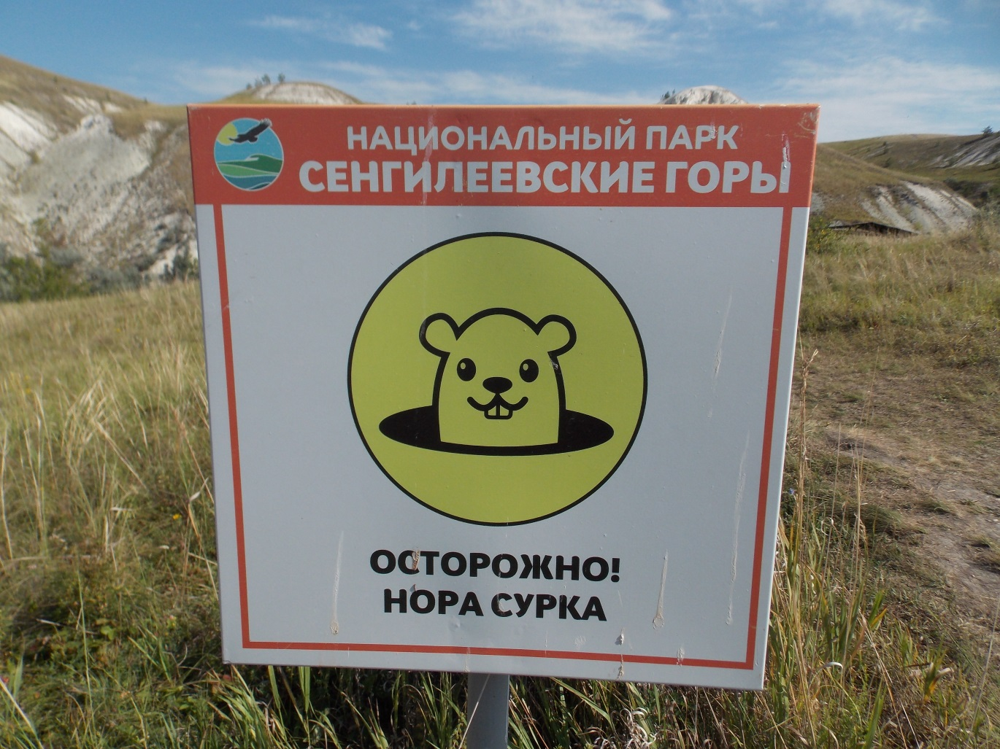 НАЦИОНАЛЬНЫЙ ПАРК
СЕНГИЛЕЕВСКИЕ ГОРЫ
ОСТОРОЖНО!
НОРА СУРКА